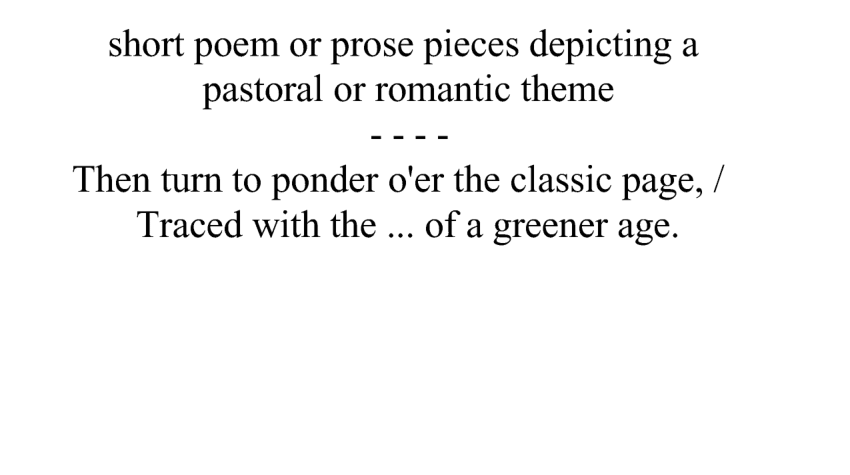 short poem or prose pieces depicting a
pastoral or romantic theme
- - - -
Then turn to ponder o'er the classic page, /
Traced with the ... of a greener age.